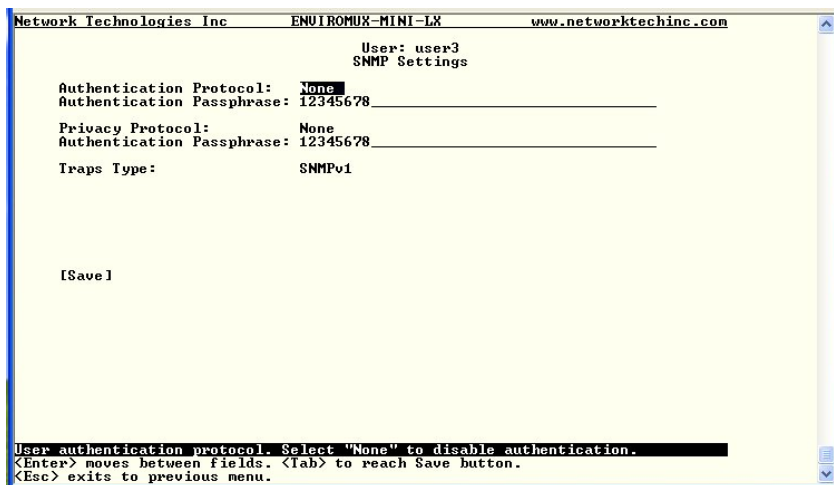 Network Technologies Inc ENVIROMUX-MINI-LX www.networktechinc.com
User: user3
SNMP Settings
Authentication Protocol: None
Authentication Passphrase: 12345678
Privacy Protocol: None
Authentication Passphrase: 12345678
Traps Type: SNMPv1
[Save]
User authentication protocol. Select "None" to disable authentication.
<Enter> moves between fields. <Tab> to reach Save button.
<Esc> exits to previous menu.